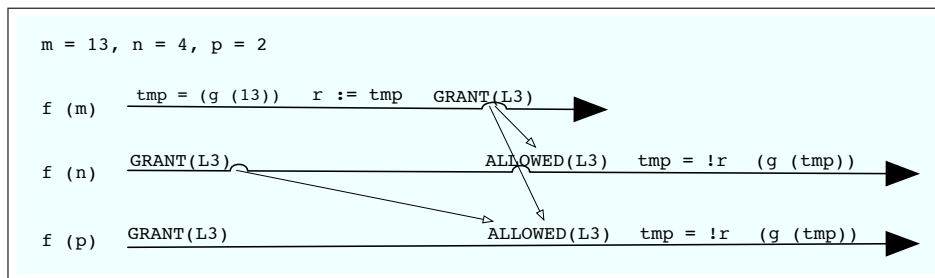 m = 13, n = 4, p = 2
f (m) tmp = (g (13)) r := tmp GRANT(L3)
f (n) GRANT(L3) ALLOWED(L3) tmp = !r (g (tmp))
f (p) GRANT(L3) ALLOWED(L3) tmp = !r (g (tmp))